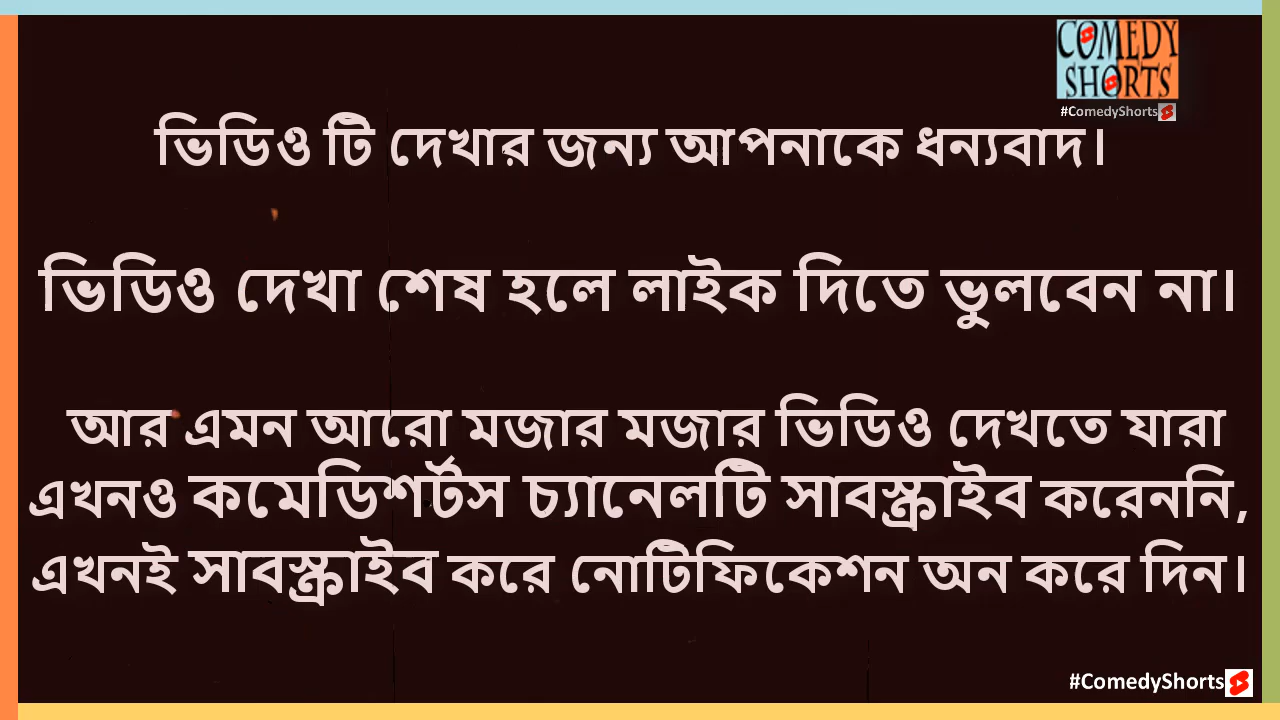 COMEDY
SHORTS
#ComedyShorts
ভিডিও টি দেখার জন্য আপনাকে ধন্যবাদ।
ভিডিও দেখা শেষ হলে লাইক দিতে ভুলবেন না।
আর এমন আরো মজার মজার ভিডিও দেখতে যারা
এখনও কমেডিশর্টস চ্যানেলটি সাবস্ক্রাইব করেননি,
এখনই সাবস্ক্রাইব করে নোটিফিকেশন অন করে দিন।
#ComedyShorts